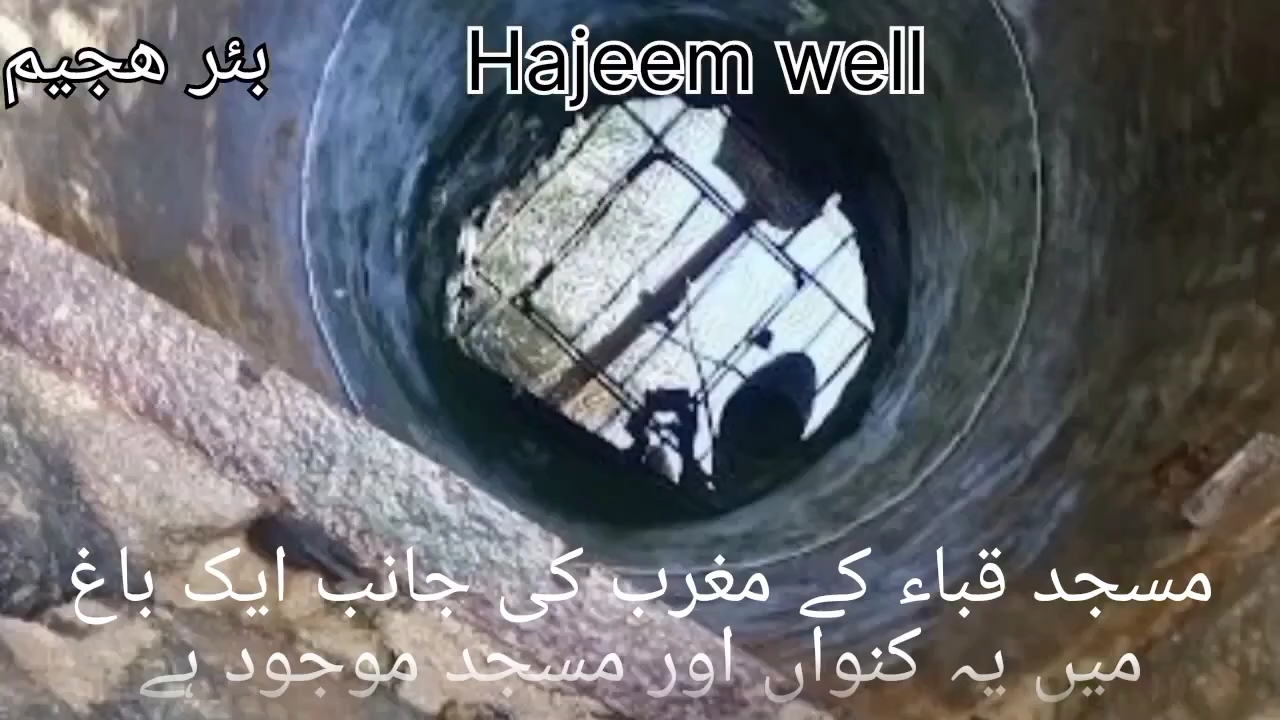 بئر هجيم
Hajeem well
مسجد قباء کے مغرب کی جانب ایک باغ
میں یہ کنواں اور مسجد موجود ہے